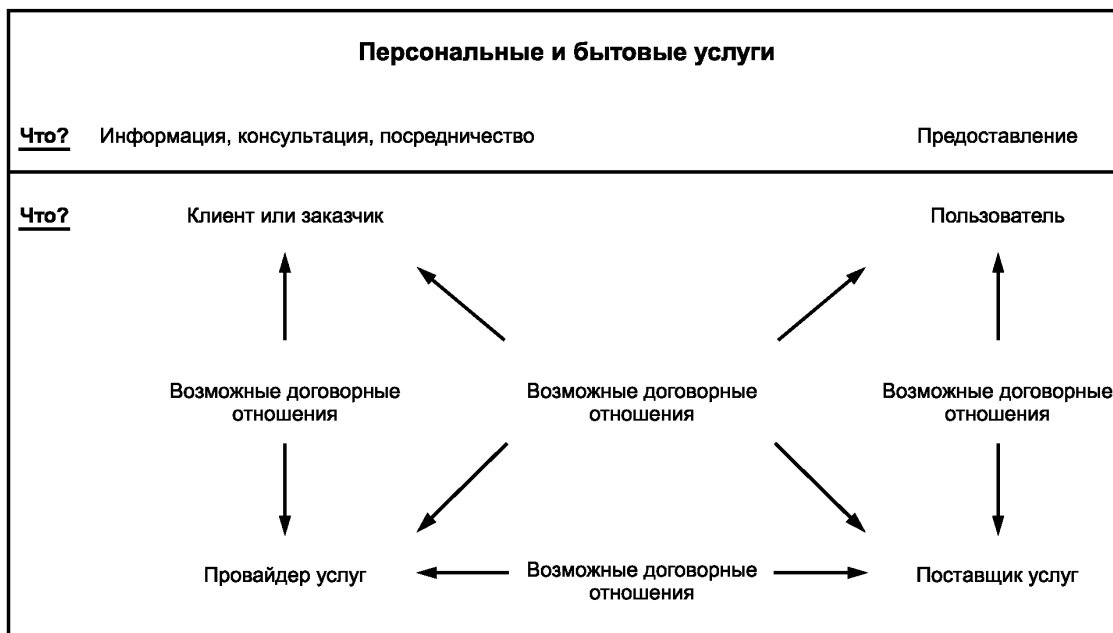 Персональные и бытовые услуги
Что? Информация, консультация, посредничество Предоставление
Что? Клиент или заказчик Пользователь
Возможные договорные отношения
Возможные договорные отношения
Возможные договорные отношения
Провайдер услуг
Возможные договорные отношения
Поставщик услуг